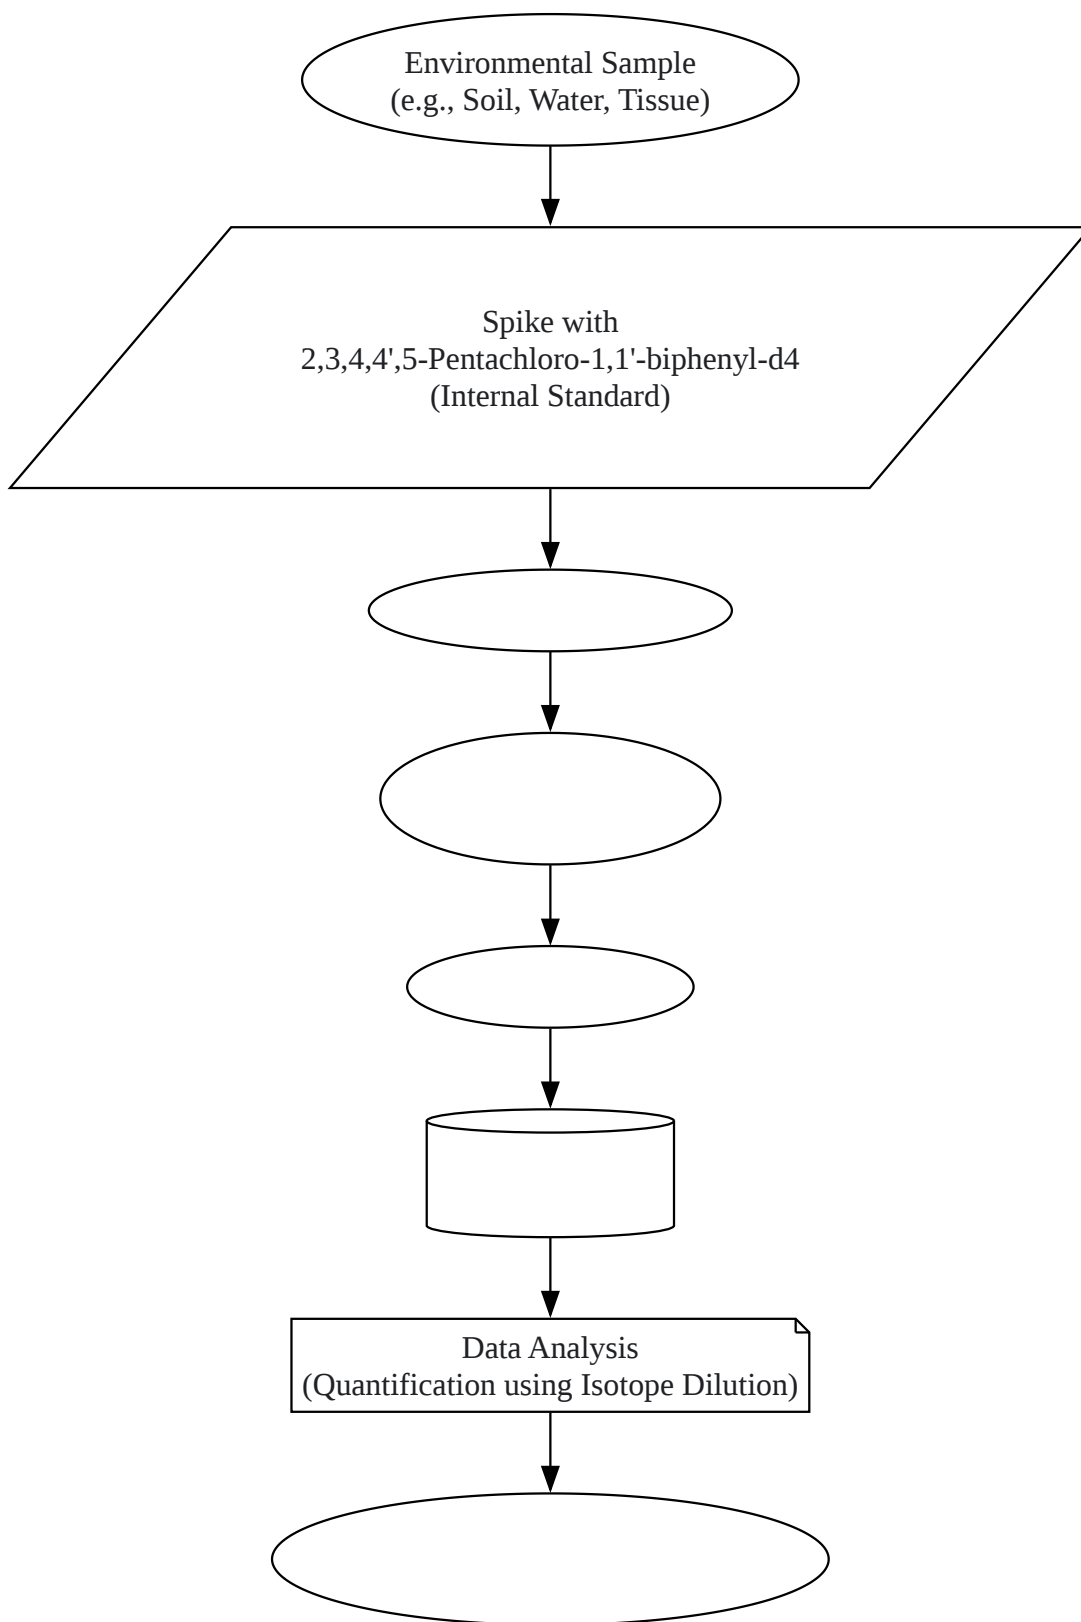 Environmental Sample
(e.g., Soil, Water, Tissue)
Spike with
2,3,4,4',5-Pentachloro-1,1'-biphenyl-d4
(Internal Standard)
Data Analysis
(Quantification using Isotope Dilution)